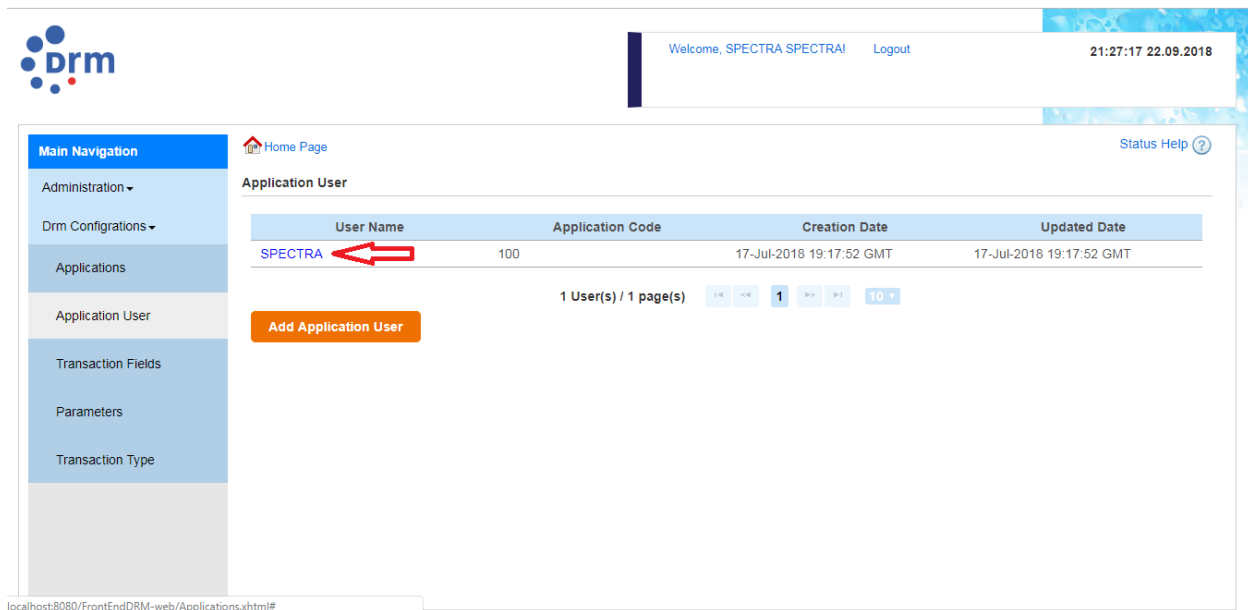 Drm
Welcome, SPECTRA SPECTRA! Logout 21:27:17 22.09.2018
Main Navigation
Home Page
Status Help ?
Administration
Application User
Drm Configrations
User Name Application Code Creation Date Updated Date
SPECTRA 100 17-Jul-2018 19:17:52 GMT 17-Jul-2018 19:17:52 GMT
Applications
1 User(s) / 1 page(s) 1 10
Application User
Add Application User
Transaction Fields
Parameters
Transaction Type
localhost:8080/FrontEndDRM-web/Applications.xhtml#